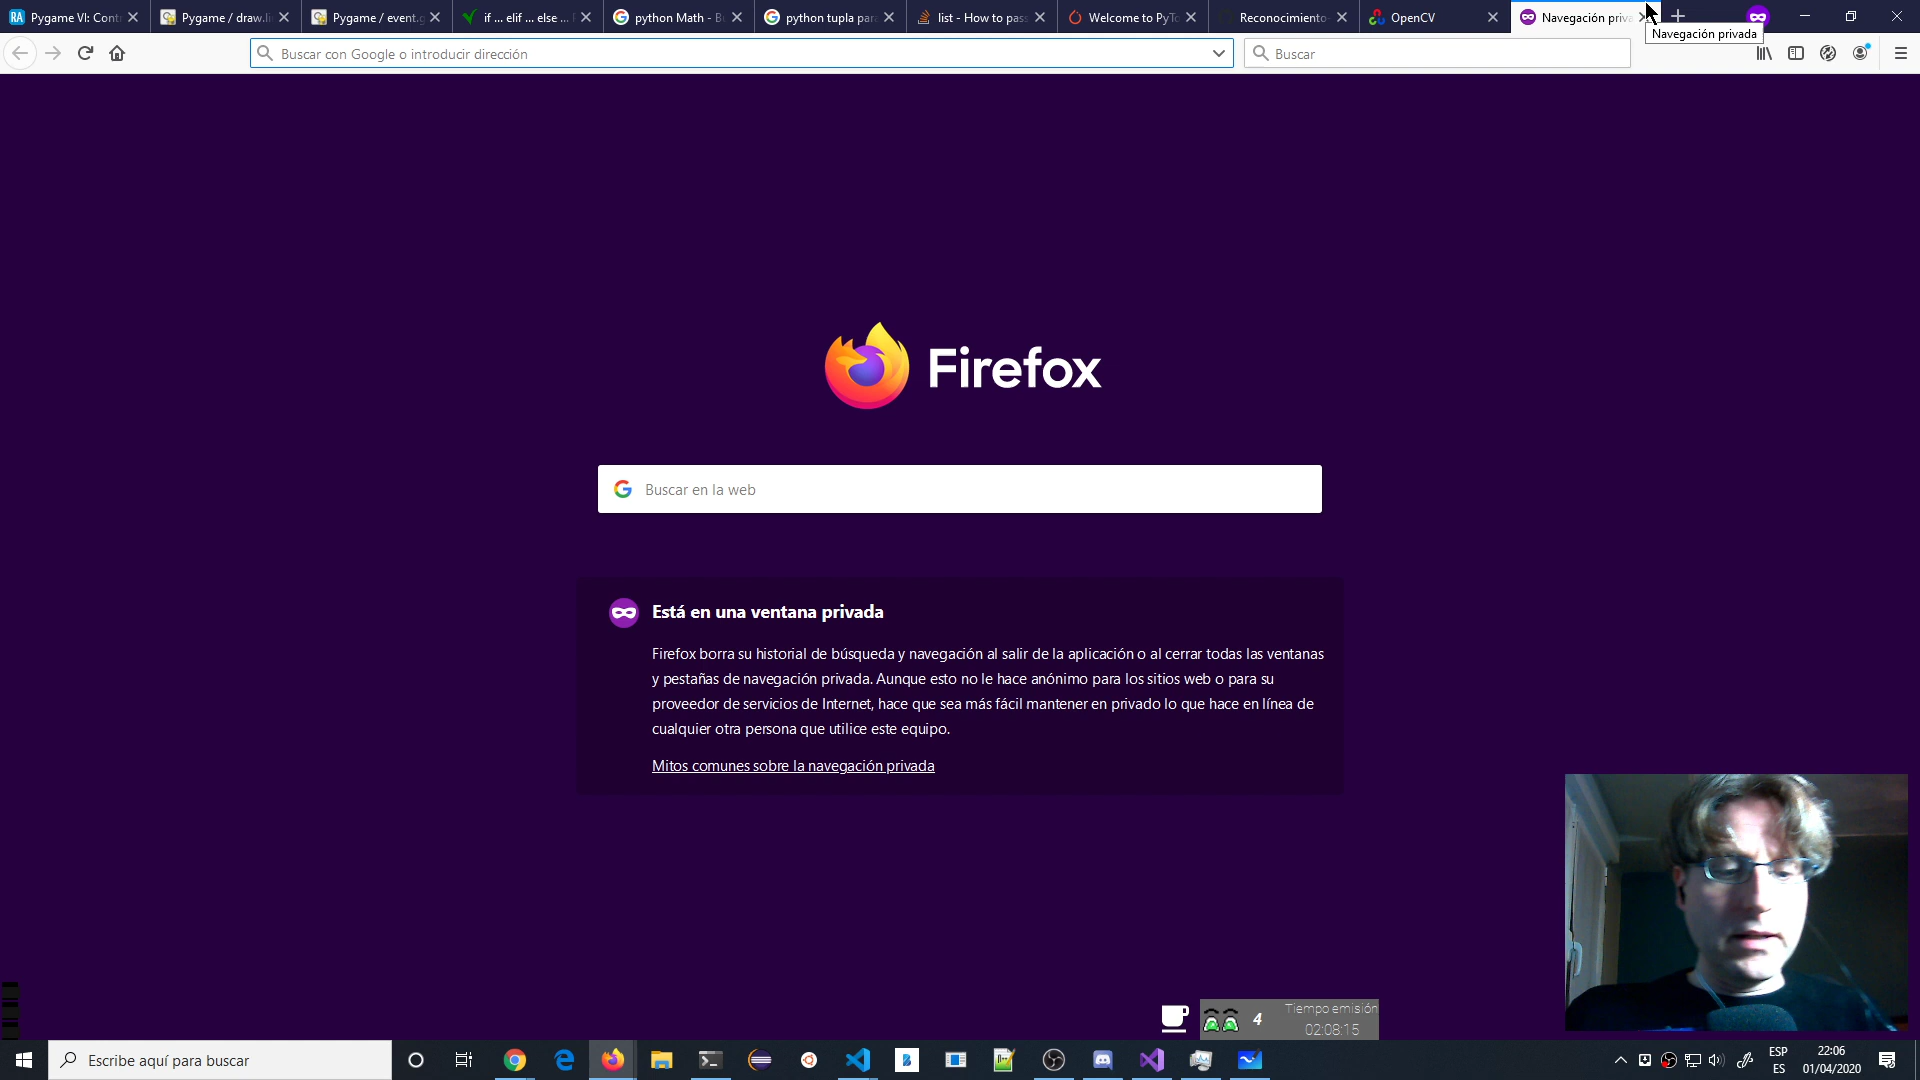 Pygame VI: Cont
Pygame / draw.li
Pygame / event.g
if ... elif ... else ...
python Math - Bu
python tupla para
list - How to pass
Welcome to PyTo
Reconocimiento-
OpenCV
Navegación priva
Navegación privada
Buscar con Google o introducir dirección
Buscar
Firefox
Buscar en la web
Está en una ventana privada
Firefox borra su historial de búsqueda y navegación al salir de la aplicación o al cerrar todas las ventanas
y pestañas de navegación privada. Aunque esto no le hace anónimo para los sitios web o para su
proveedor de servicios de Internet, hace que sea más fácil mantener en privado lo que hace en línea de
cualquier otra persona que utilice este equipo.
Mitos comunes sobre la navegación privada
4
Tiempo emisión
02:08:15
Escribe aquí para buscar
ESP
ES
22:06
01/04/2020